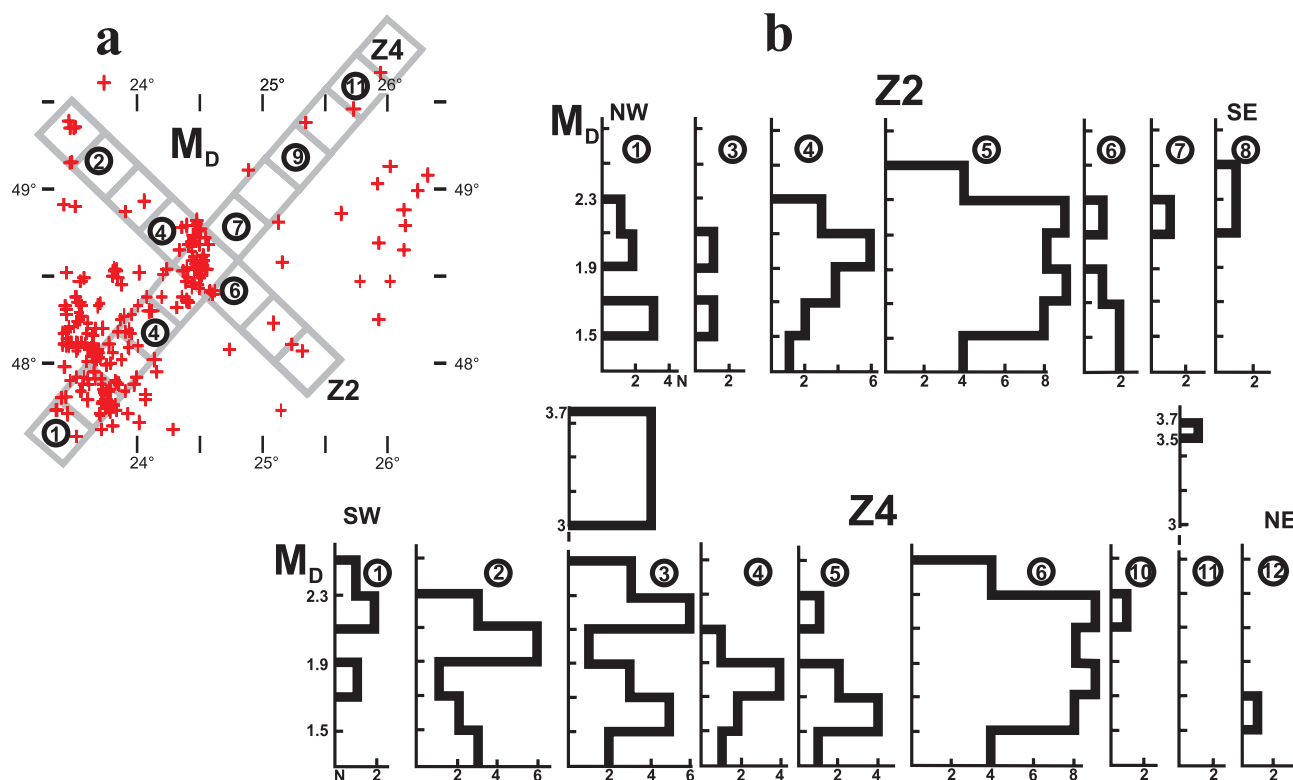 a
b
Z4
24° 25° 26°
11
M_D
2
9
49° 49°
4
7
6
4
48° 48°
Z2
1
24° 25° 26°
Z2
M_D NW SE
1 3 4 5 6 7 8
2.3
1.9
1.5
2 4 N 2 2 4 6 2 4 6 8 2 2 2
3.7
3
3.7
3.5
3
SW Z4 NE
M_D
1 2 3 4 5 6 10 11 12
2.3
1.9
1.5
N 2 2 4 6 2 4 6 2 4 2 4 2 4 6 8 2 2 2